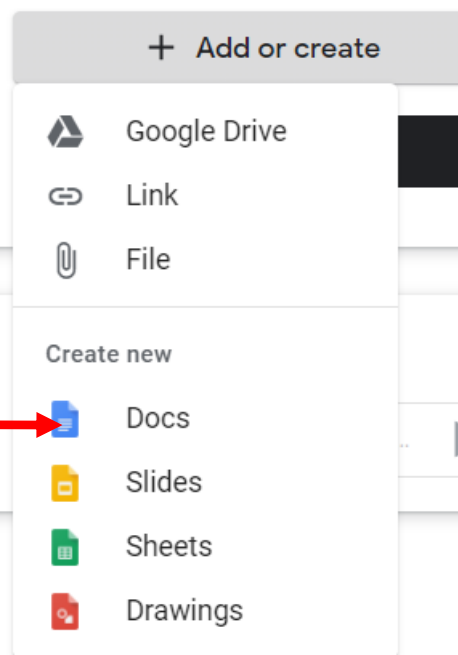 + Add or create
Google Drive
Link
File
Create new
Docs
Slides
Sheets
Drawings